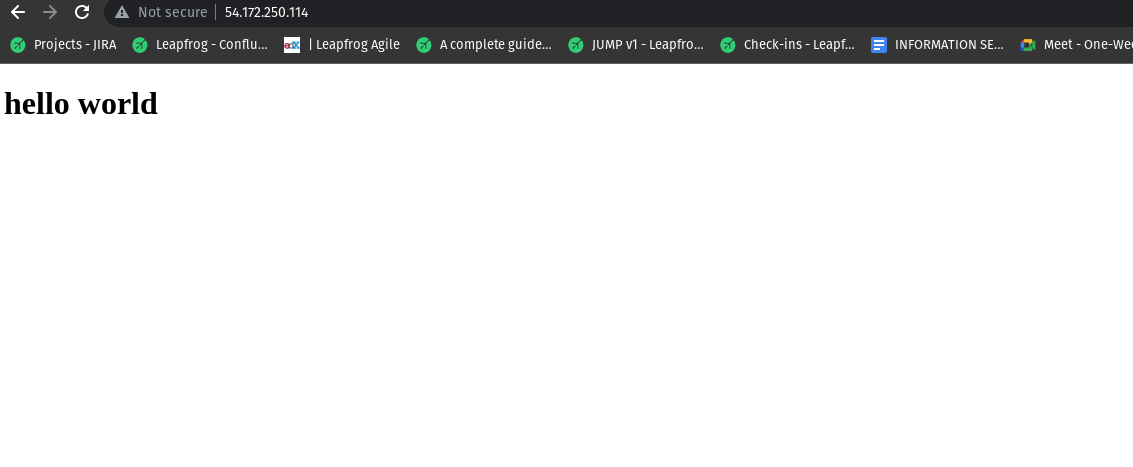 Not secure | 54.172.250.114
Projects - JIRA Leapfrog - Conflu... edX | Leapfrog Agile A complete guide... JUMP v1 - Leapfro... Check-ins - Leapf... INFORMATION SE... Meet - One-Wee
hello world